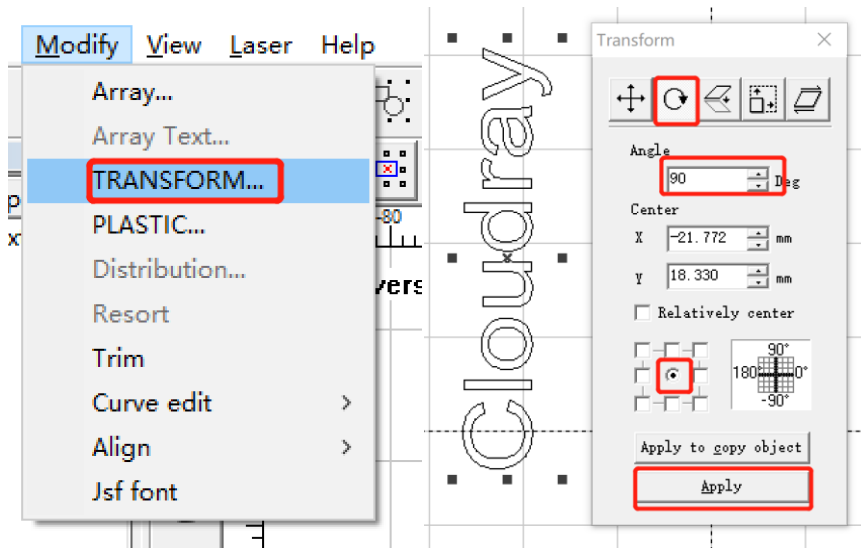 Modify View Laser Help
Array...
Array Text...
TRANSFORM...
PLASTIC...
Distribution...
Resort
Trim
Curve edit >
Align >
Jsf font
-80
Cloudray
Transform
Angle
90 Deg
Center
X -21.772 mm
Y 18.330 mm
Relatively center
90°
180° 0°
-90°
Apply to copy object
Apply